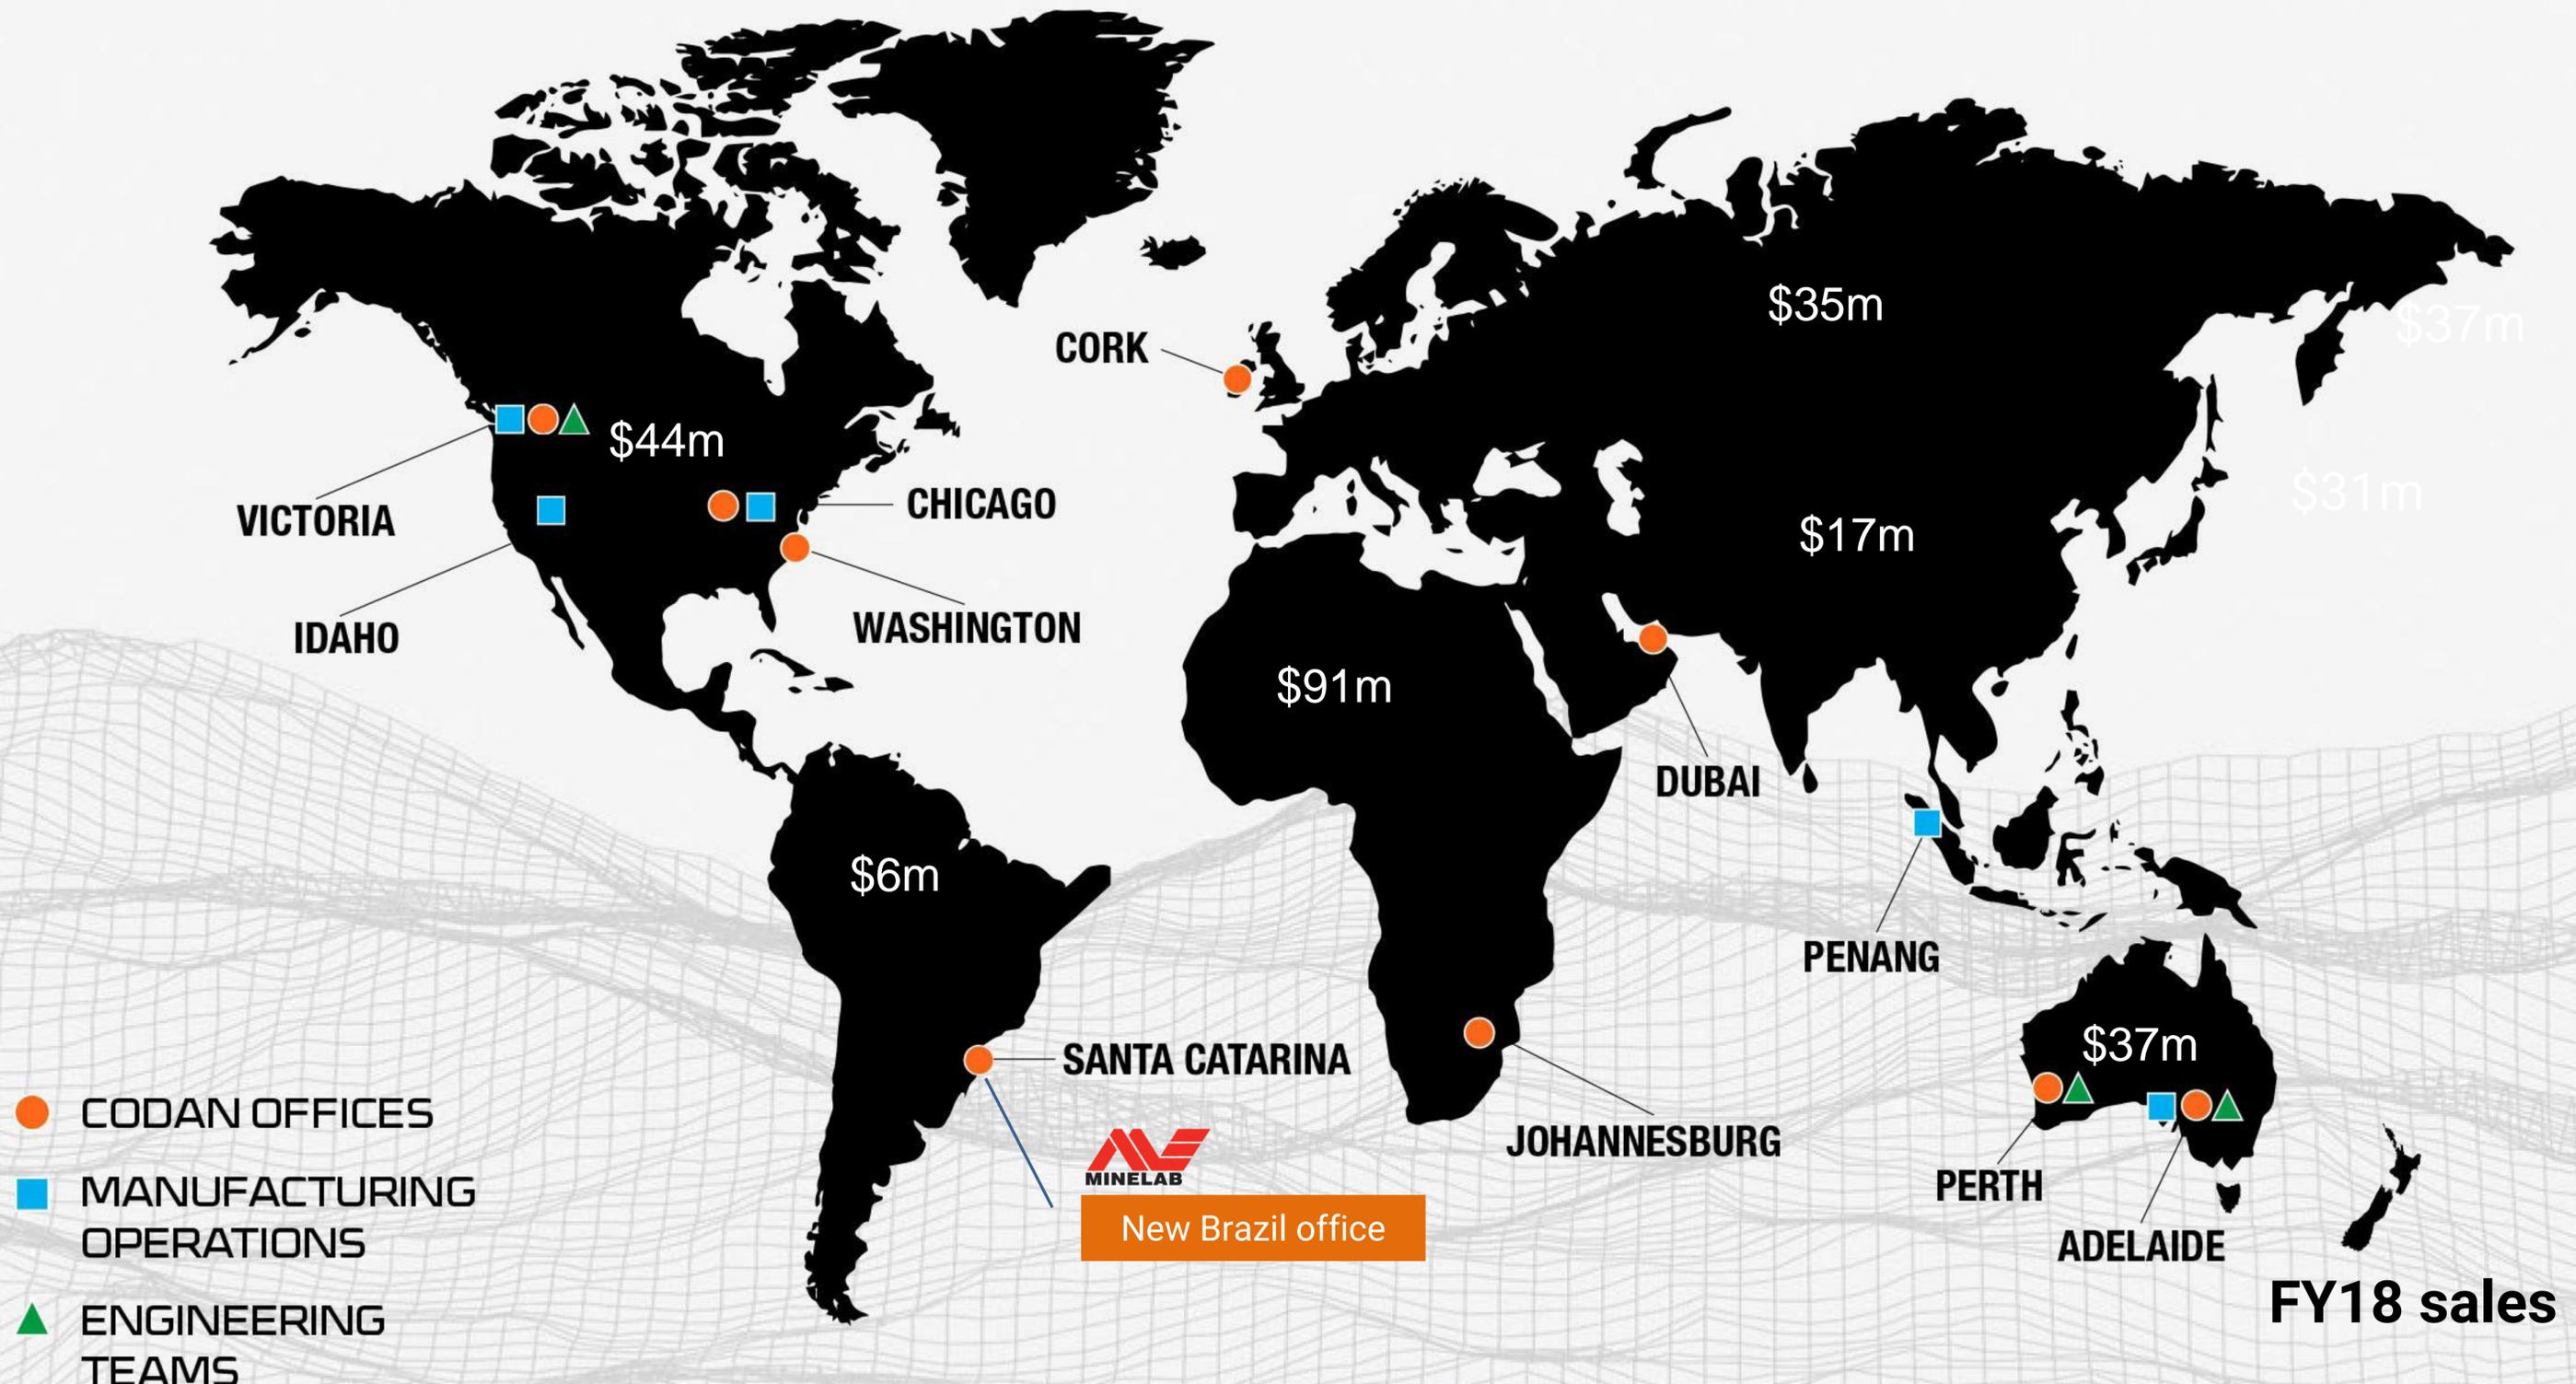 $35m
$37m
CORK
$44m
$31m
CHICAGO
VICTORIA
$17m
WASHINGTON
IDAHO
$91m
DUBAI
$6m
PENANG
$37m
SANTA CATARINA
CODAN OFFICES
JOHANNESBURG
MINELAB
PERTH
MANUFACTURING
OPERATIONS
New Brazil office
ADELAIDE
FY18 sales
ENGINEERING
TEAMS